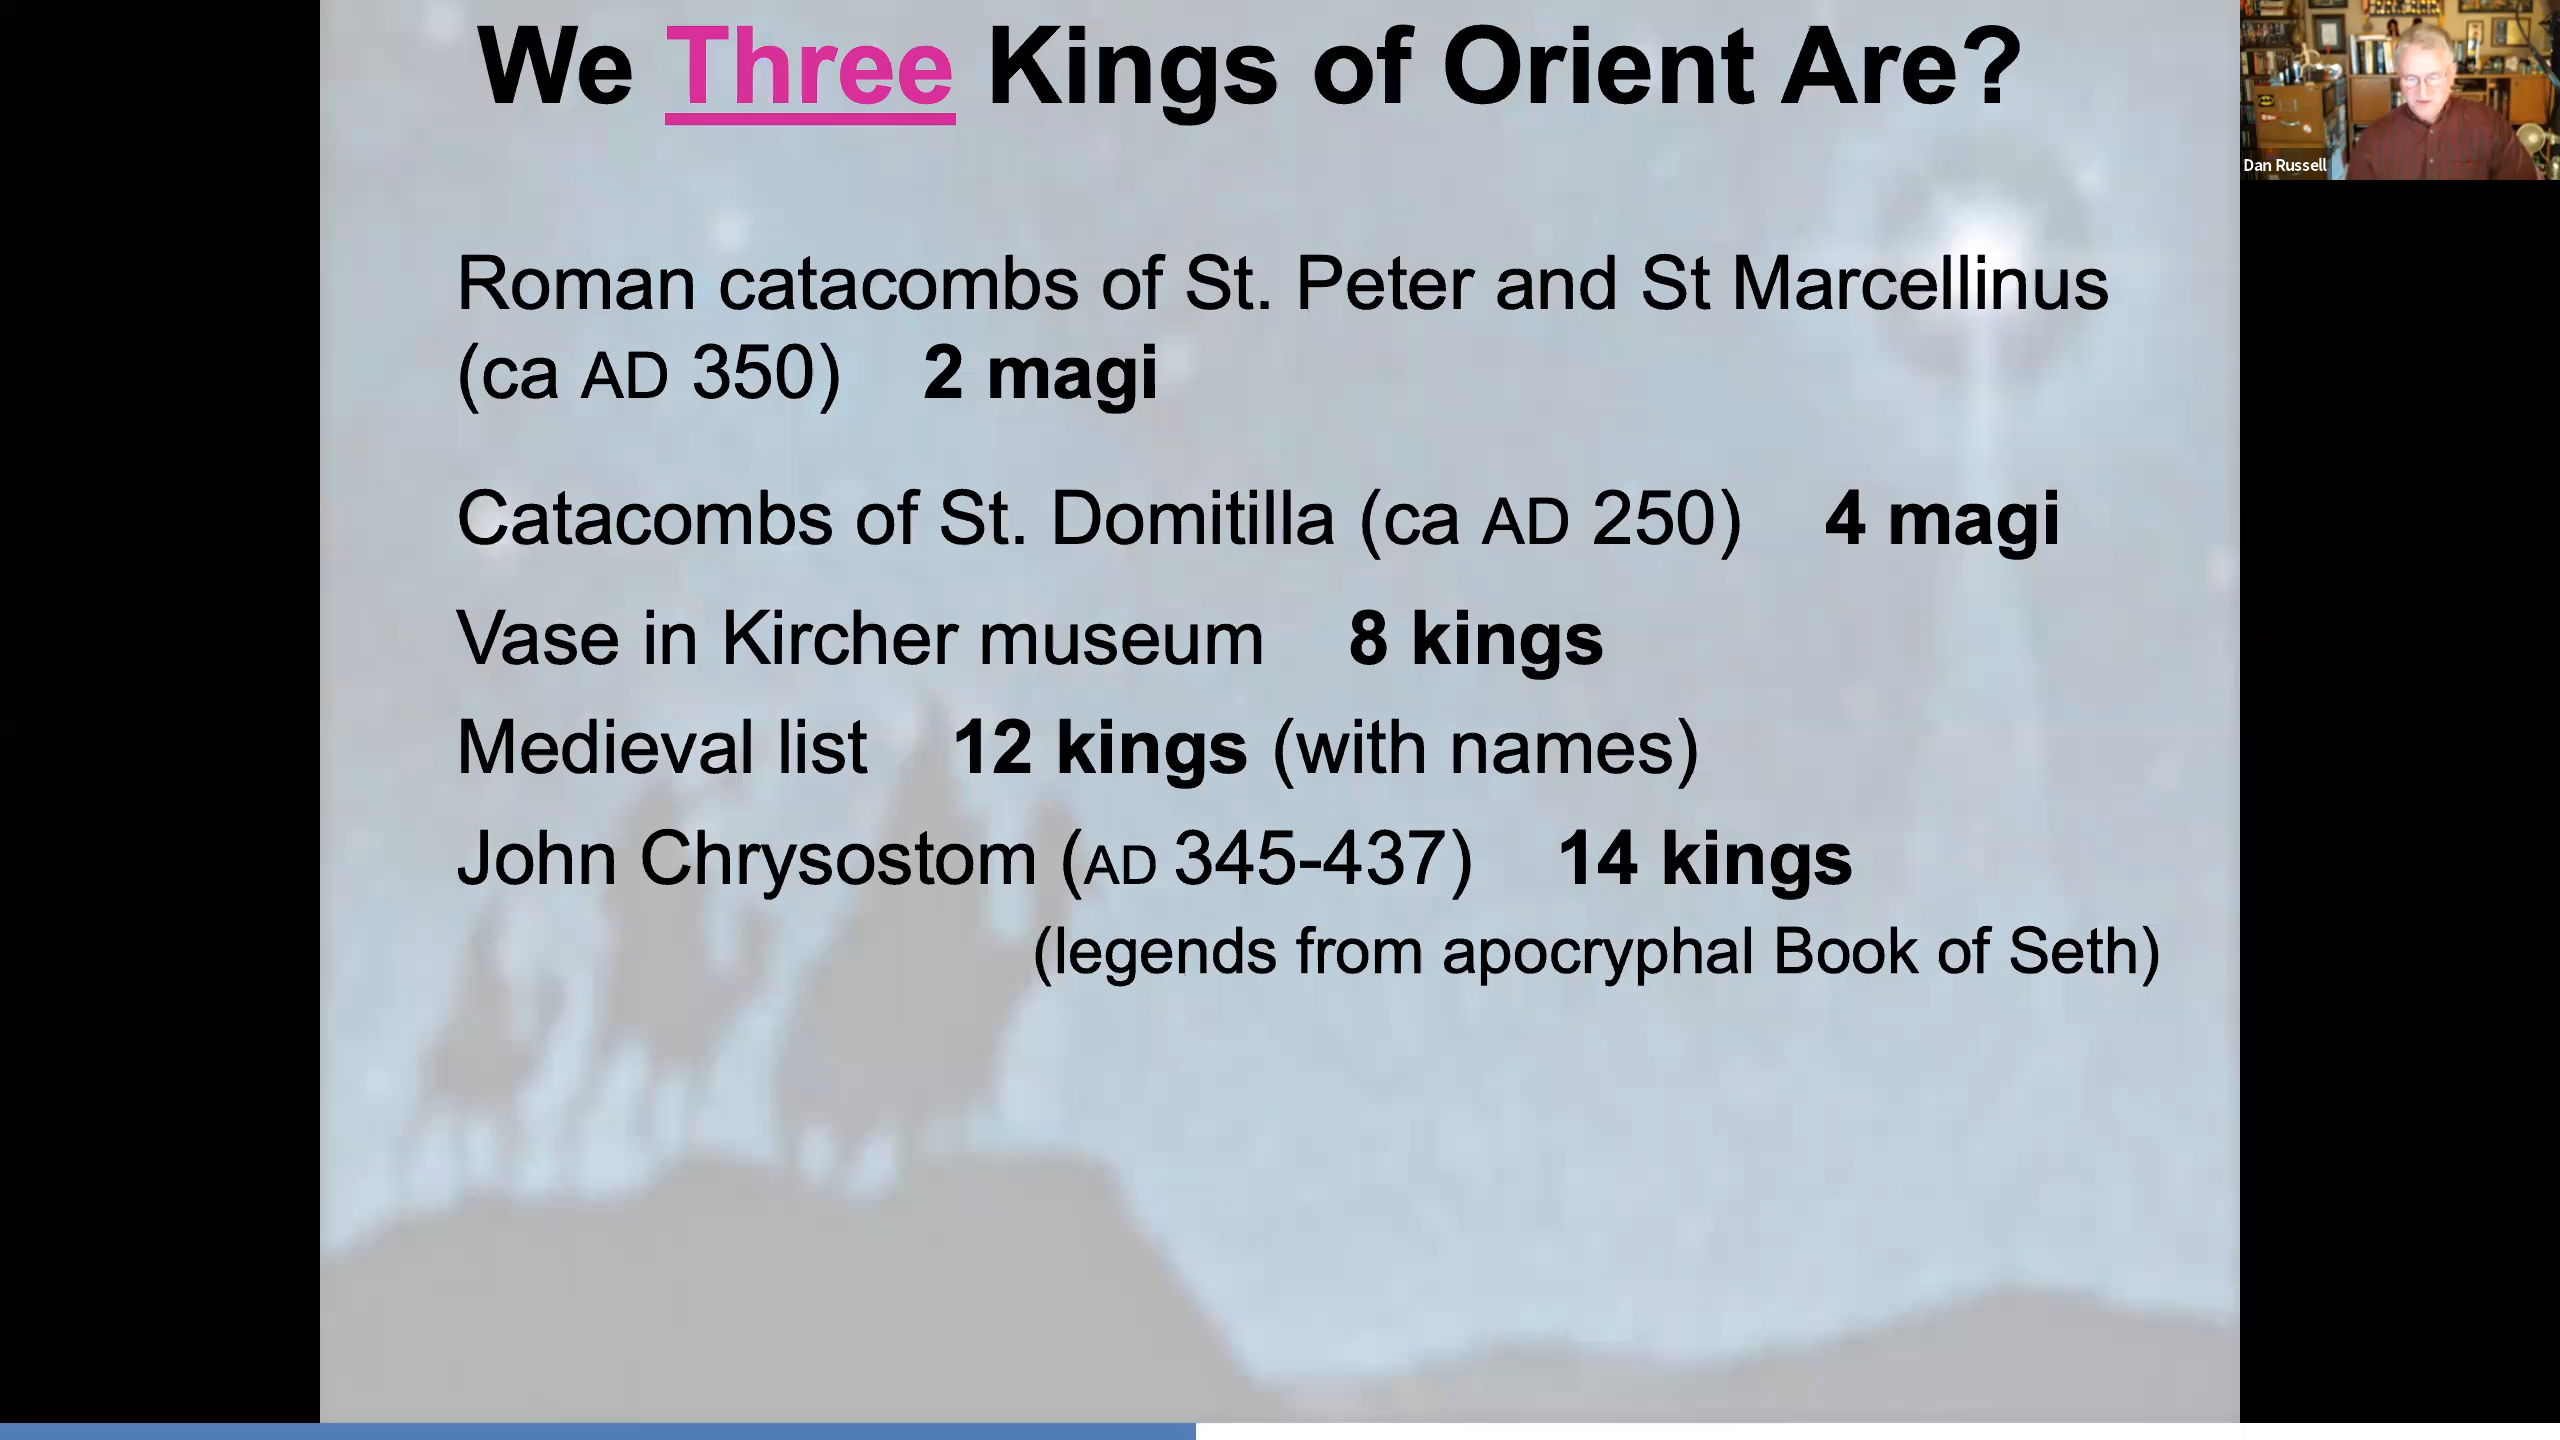 We Three Kings of Orient Are?
Dan Russell
Roman catacombs of St. Peter and St Marcellinus
(ca AD 350) 2 magi
Catacombs of St. Domitilla (ca AD 250) 4 magi
Vase in Kircher museum 8 kings
Medieval list 12 kings (with names)
John Chrysostom (AD 345-437) 14 kings
(legends from apocryphal Book of Seth)